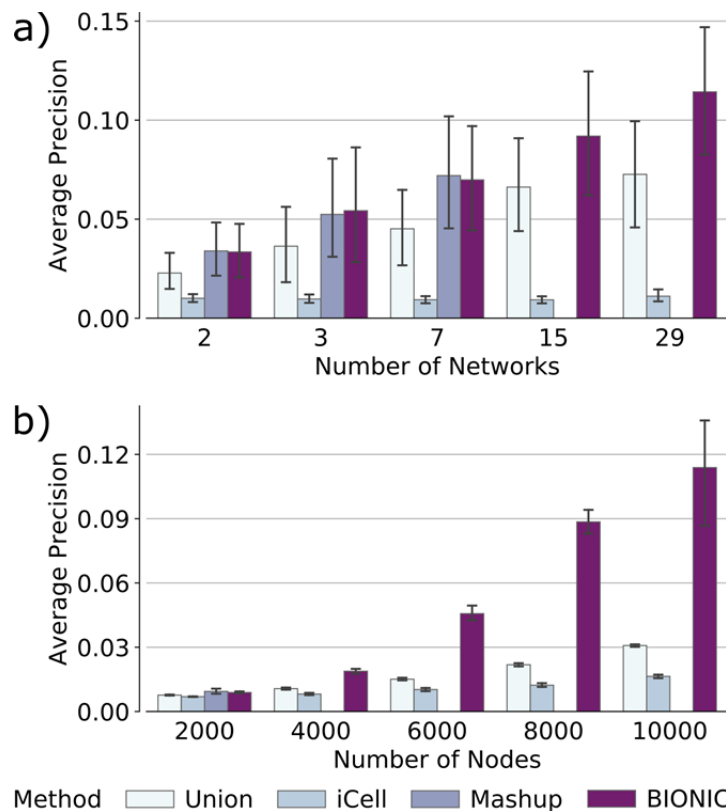 a)
0.15
0.10
0.05
0.00
Average Precision
2 3 7 15 29
Number of Networks
b)
0.12
0.09
0.06
0.03
0.00
Average Precision
2000 4000 6000 8000 10000
Number of Nodes
Method Union iCell Mashup BIONIC